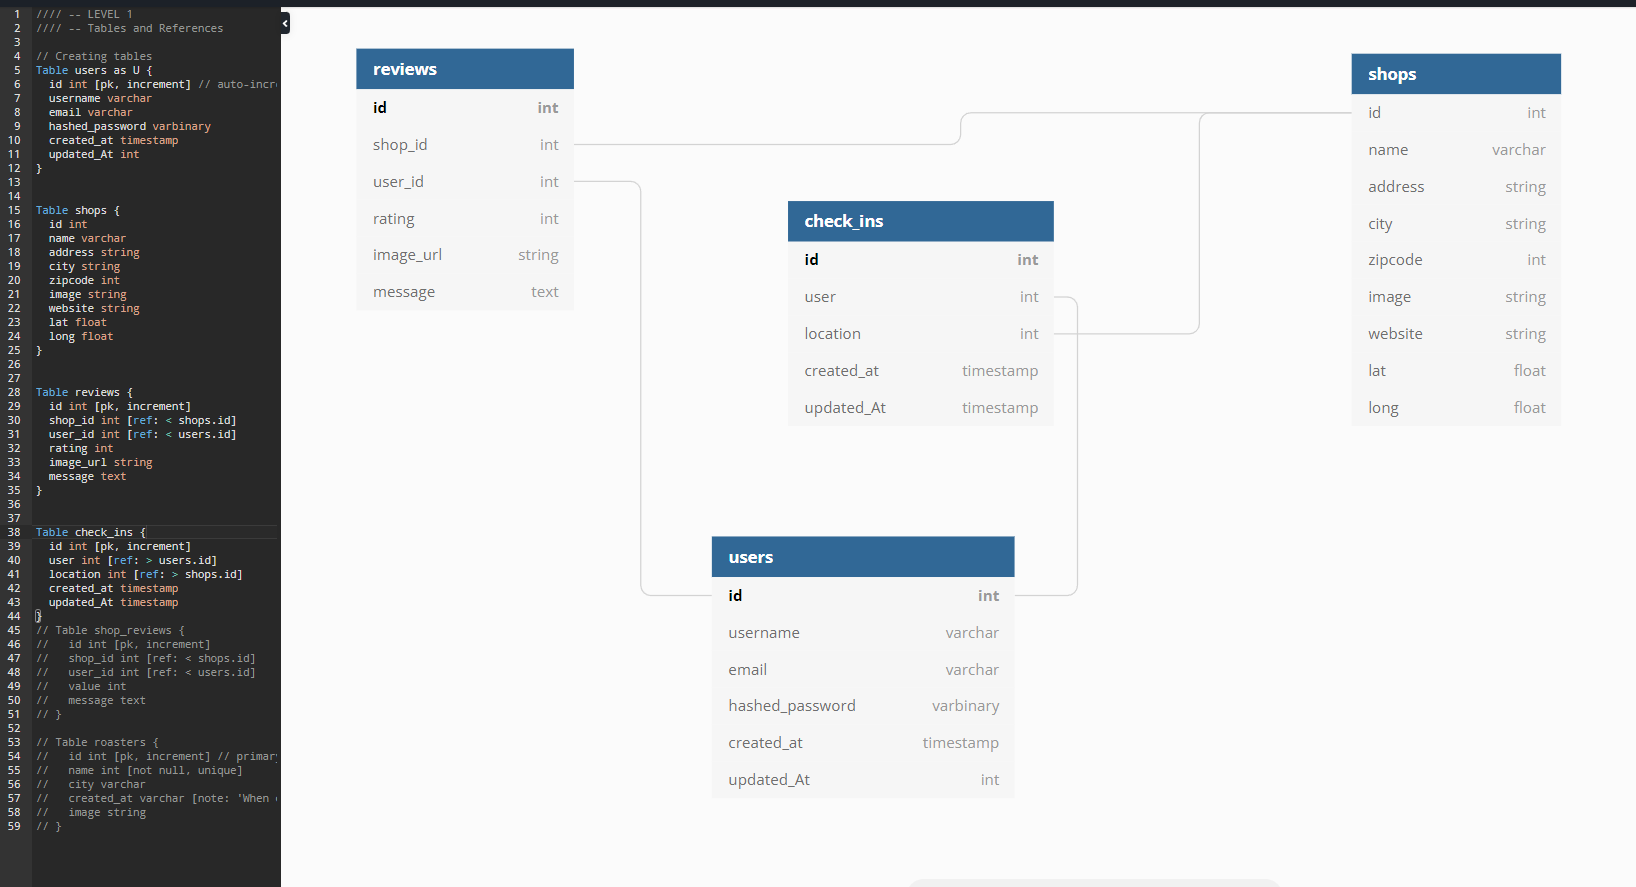 1 //// -- LEVEL 1
2 //// -- Tables and References
3
4 // Creating tables
5 Table users as U {
6 id int [pk, increment] // auto-incr
7 username varchar
8 email varchar
9 hashed_password varbinary
10 created_at timestamp
11 updated_At int
12 }
13
14
15 Table shops {
16 id int
17 name varchar
18 address string
19 city string
20 zipcode int
21 image string
22 website string
23 lat float
24 long float
25 }
26
27
28 Table reviews {
29 id int [pk, increment]
30 shop_id int [ref: < shops.id]
31 user_id int [ref: < users.id]
32 rating int
33 image_url string
34 message text
35 }
36
37
38 Table check_ins {
39 id int [pk, increment]
40 user int [ref: > users.id]
41 location int [ref: > shops.id]
42 created_at timestamp
43 updated_At timestamp
44 }
45 // Table shop_reviews {
46 // id int [pk, increment]
47 // shop_id int [ref: < shops.id]
48 // user_id int [ref: < users.id]
49 // value int
50 // message text
51 // }
52
53 // Table roasters {
54 // id int [pk, increment] // primar
55 // name int [not null, unique]
56 // city varchar
57 // created_at varchar [note: 'When
58 // image string
59 // }
reviews
id int
shop_id int
user_id int
rating int
image_url string
message text
check_ins
id int
user int
location int
created_at timestamp
updated_At timestamp
shops
id int
name varchar
address string
city string
zipcode int
image string
website string
lat float
long float
users
id int
username varchar
email varchar
hashed_password varbinary
created_at timestamp
updated_At int